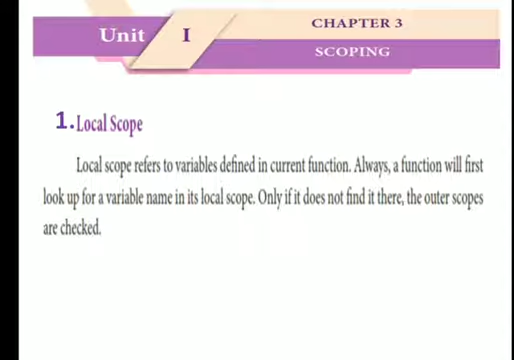 Unit I
CHAPTER 3
SCOPING
1. Local Scope
Local scope refers to variables defined in current function. Always, a function will first
look up for a variable name in its local scope. Only if it does not find it there, the outer scopes
are checked.